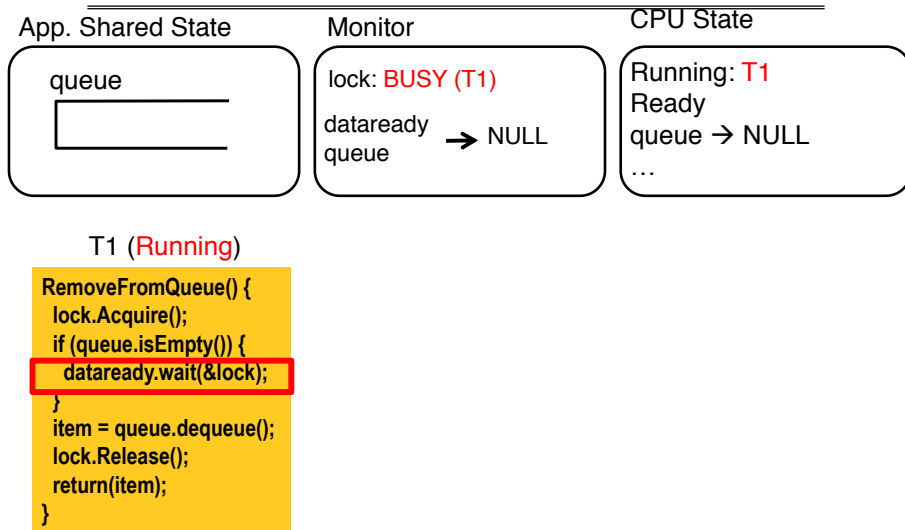 App. Shared State
queue
Monitor
lock: BUSY (T1)
dataready
queue → NULL
CPU State
Running: T1
Ready
queue → NULL
…
T1 (Running)
RemoveFromQueue() {
lock.Acquire();
if (queue.isEmpty()) {
dataready.wait(&lock);
}
item = queue.dequeue();
lock.Release();
return(item);
}